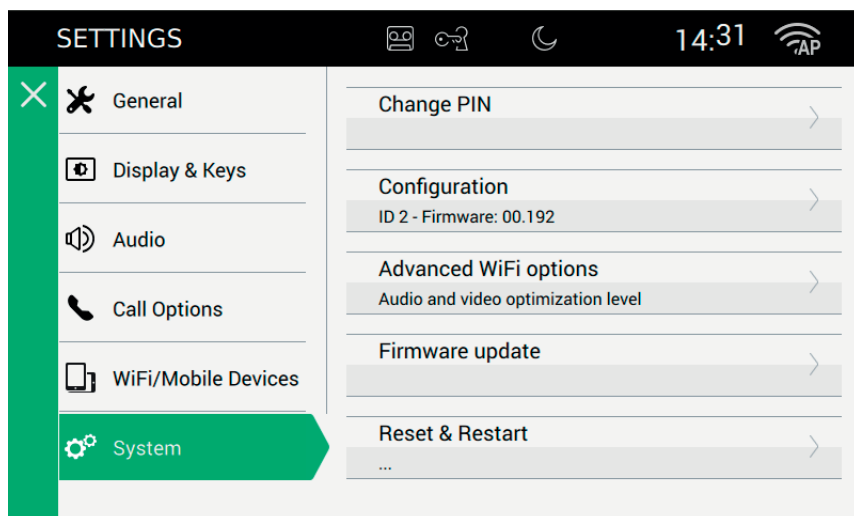 SETTINGS
14:31
AP
General
Display & Keys
Audio
Call Options
WiFi/Mobile Devices
System
Change PIN
Configuration
ID 2 - Firmware: 00.192
Advanced WiFi options
Audio and video optimization level
Firmware update
Reset & Restart
...